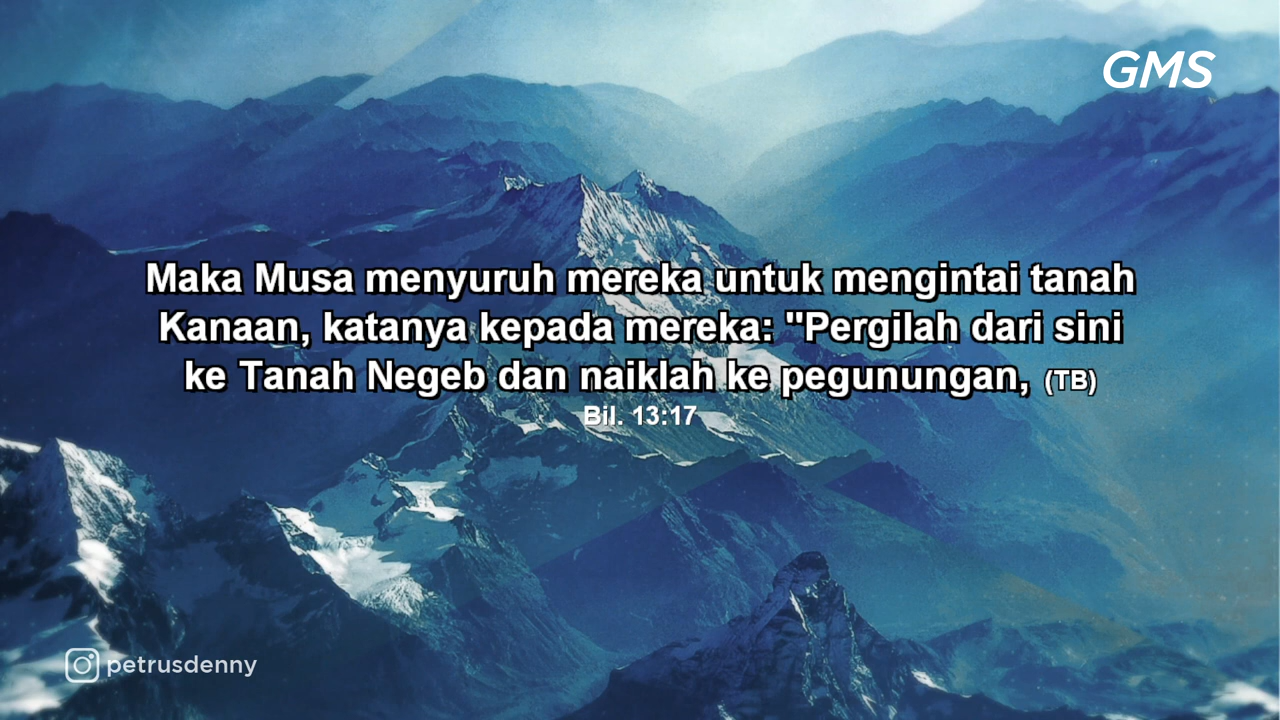 GMS
Maka Musa menyuruh mereka untuk mengintai tanah
Kanaan, katanya kepada mereka: "Pergilah dari sini
ke Tanah Negeb dan naiklah ke pegunungan, (TB)
Bil. 13:17
petrusdenny